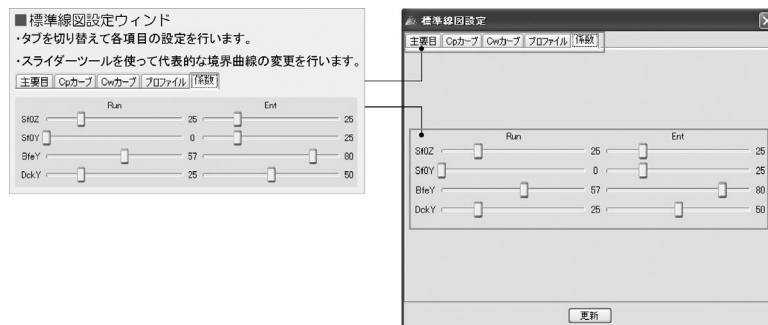 ■標準線図設定ウィンド
・タブを切り替えて各項目の設定を行います。
・スライダーツールを使って代表的な境界曲線の変更を行います。
主要目 Cpカーブ Cwカーブ プロファイル 係数
Run Ent
Sf0Z 25 25
Sf0Y 0 25
BfeY 57 80
DckY 25 50
標準線図設定
主要目 Cpカーブ Cwカーブ プロファイル 係数
Run Ent
Sf0Z 25 25
Sf0Y 0 25
BfeY 57 80
DckY 25 50
更新